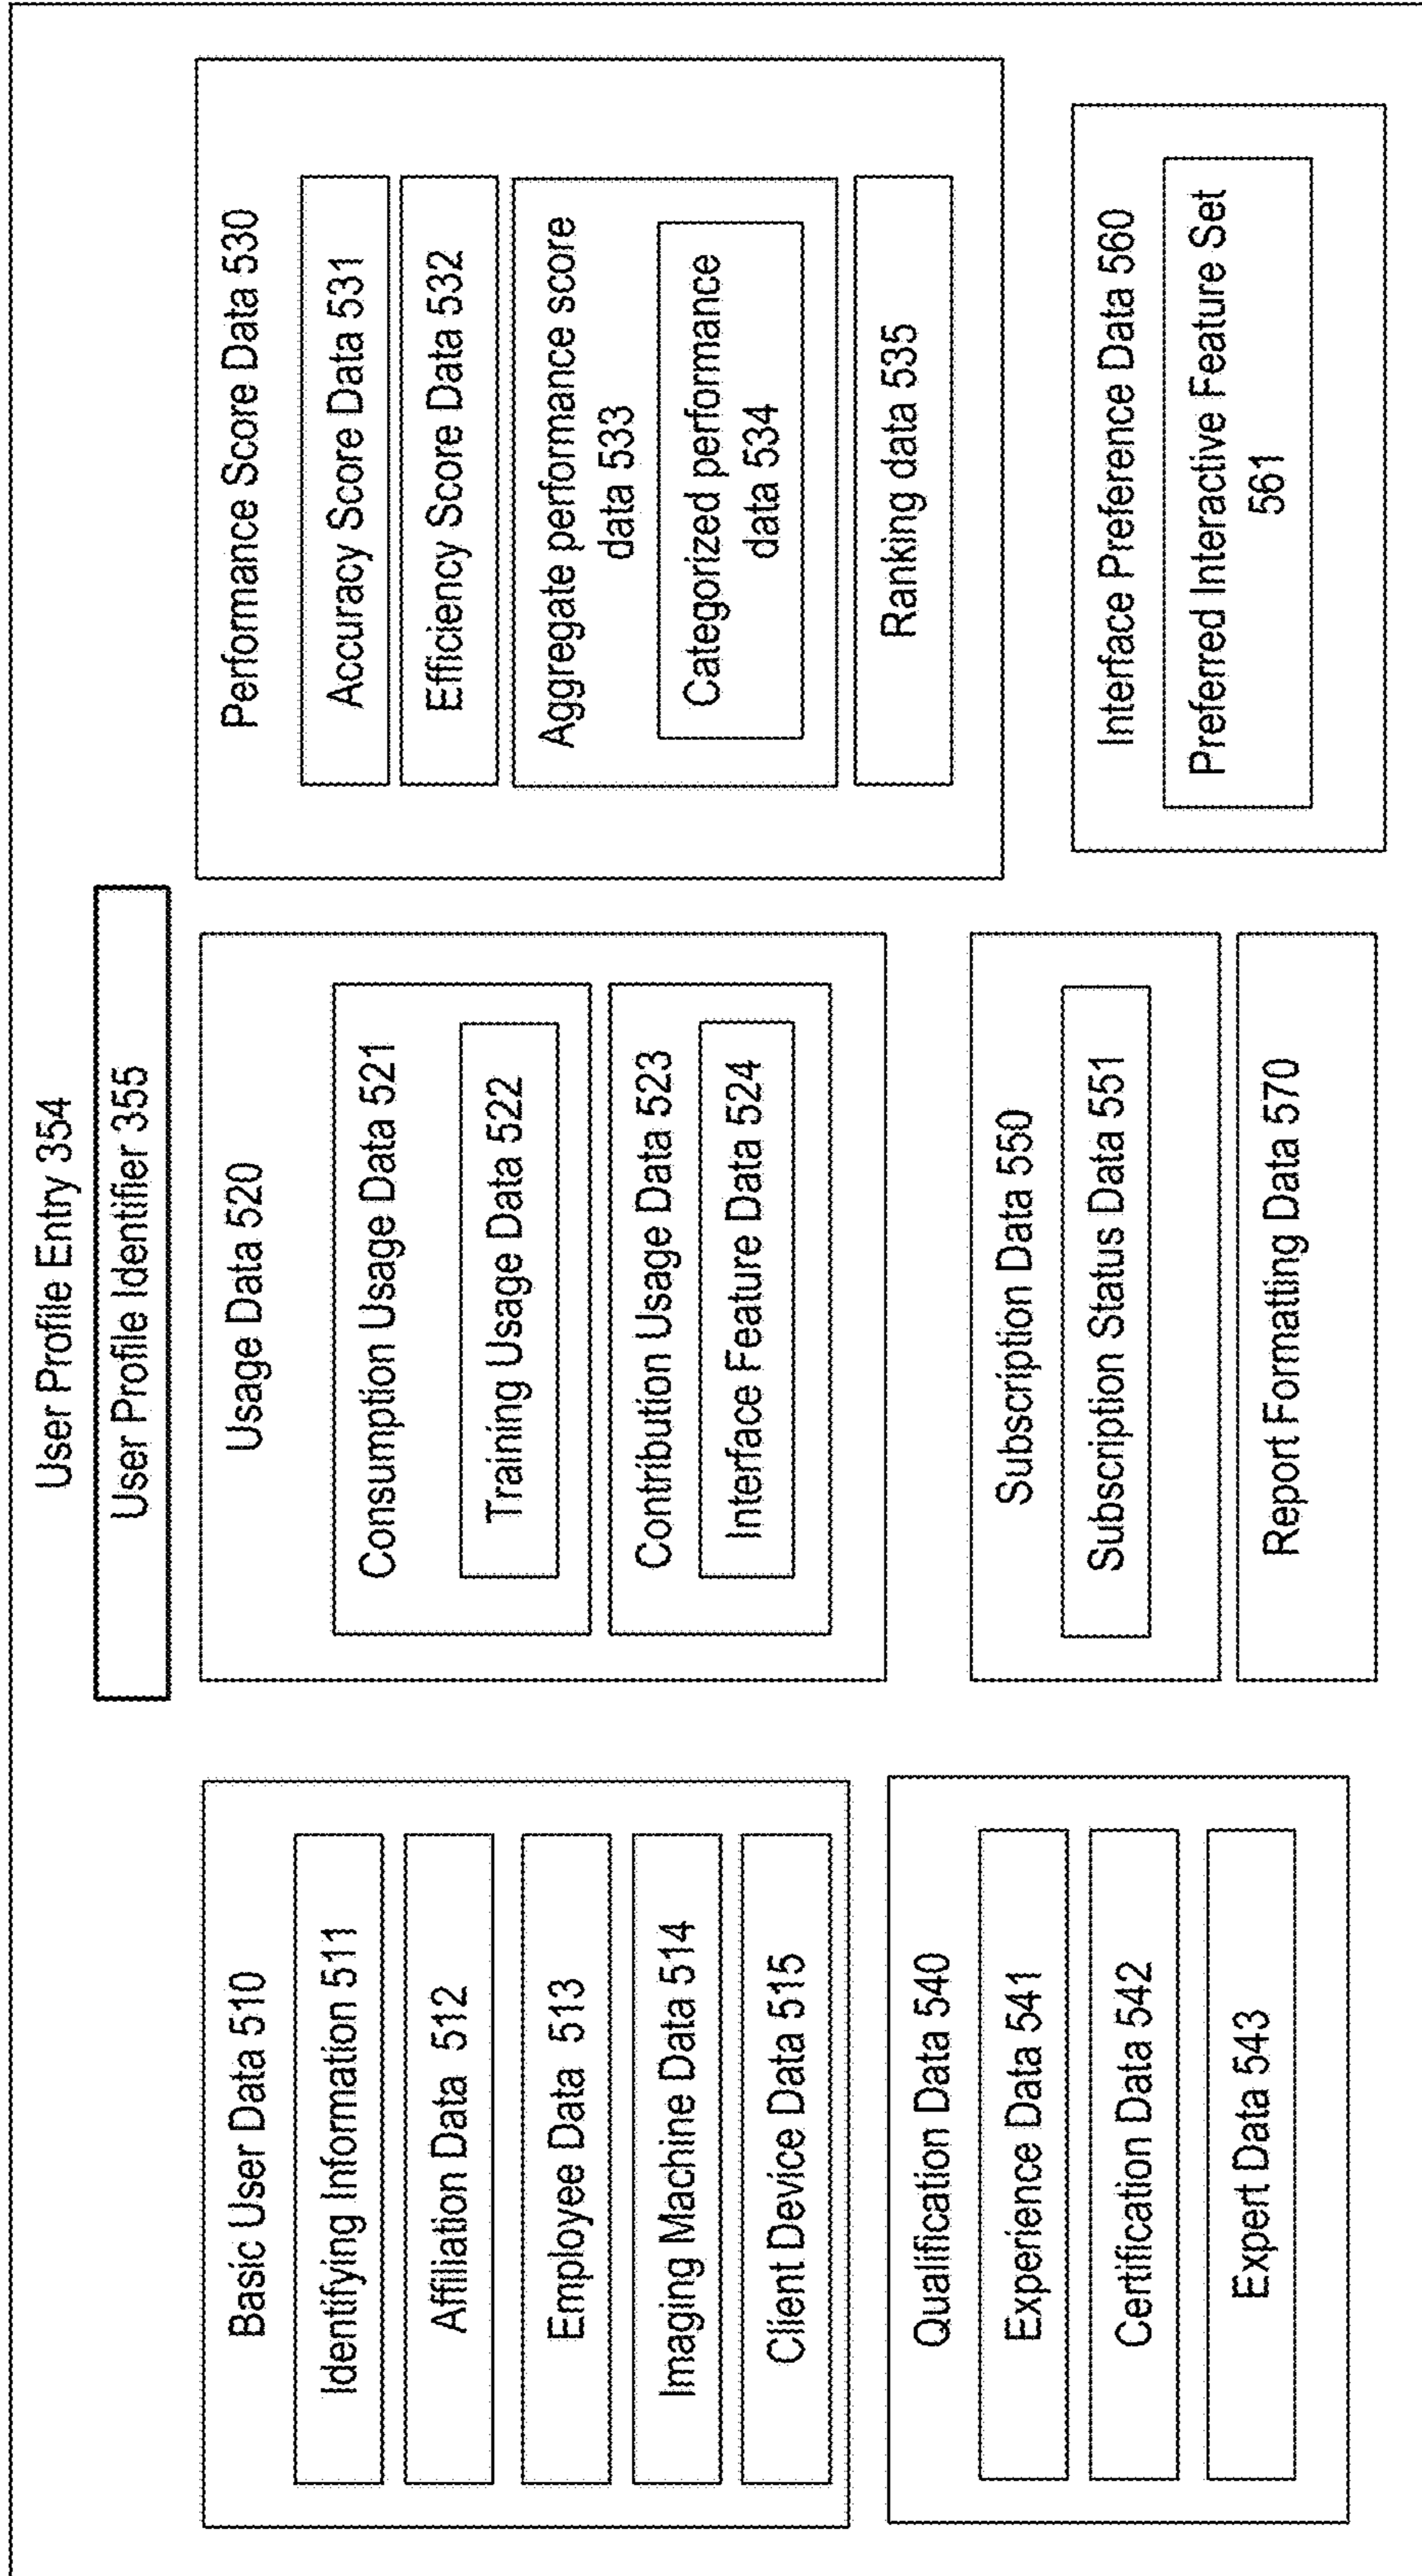 User Profile Entry 354
User Profile Identifier 355
Basic User Data 510
Identifying Information 511
Affiliation Data 512
Employee Data 513
Imaging Machine Data 514
Client Device Data 515
Qualification Data 540
Experience Data 541
Certification Data 542
Expert Data 543
Usage Data 520
Consumption Usage Data 521
Training Usage Data 522
Contribution Usage Data 523
Interface Feature Data 524
Subscription Data 550
Subscription Status Data 551
Report Formatting Data 570
Performance Score Data 530
Accuracy Score Data 531
Efficiency Score Data 532
Aggregate performance score
data 533
Categorized performance
data 534
Ranking data 535
Interface Preference Data 560
Preferred Interactive Feature Set
561